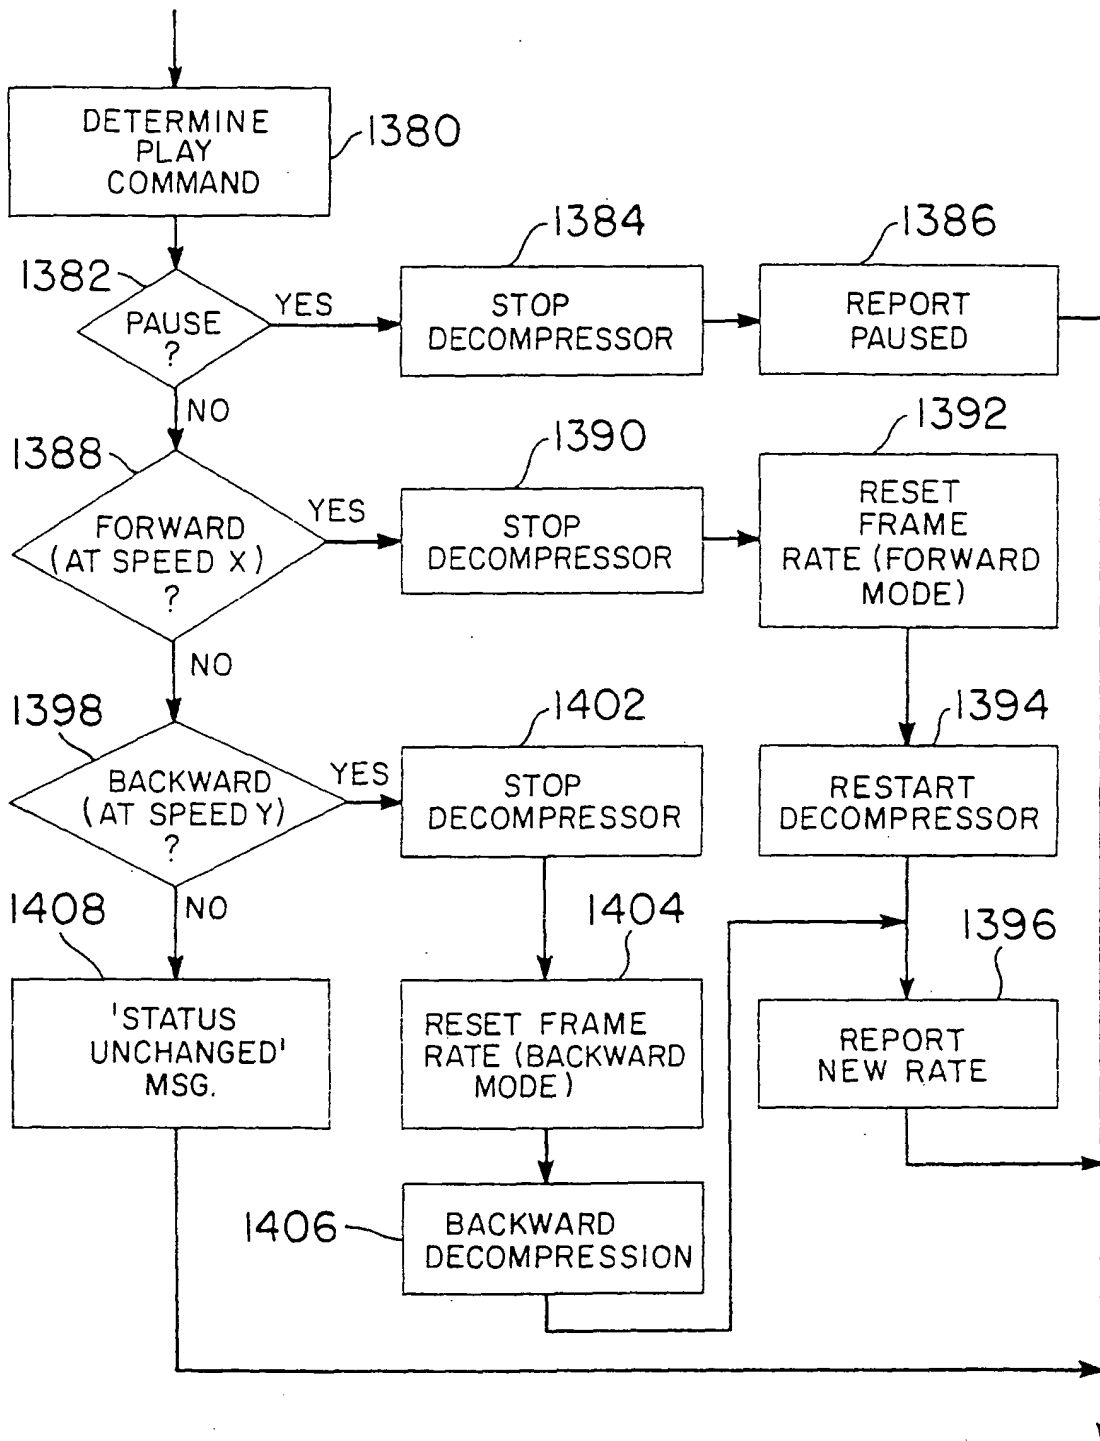 DETERMINE
PLAY
COMMAND
1380
1382
PAUSE
?
YES
NO
1384
STOP
DECOMPRESSOR
1386
REPORT
PAUSED
1388
FORWARD
(AT SPEED X)
?
YES
NO
1390
STOP
DECOMPRESSOR
1392
RESET
FRAME
RATE (FORWARD
MODE)
1394
RESTART
DECOMPRESSOR
1398
BACKWARD
(AT SPEED Y)
?
YES
NO
1402
STOP
DECOMPRESSOR
1404
RESET FRAME
RATE (BACKWARD
MODE)
1396
REPORT
NEW RATE
1408
'STATUS
UNCHANGED'
MSG.
1406
BACKWARD
DECOMPRESSION